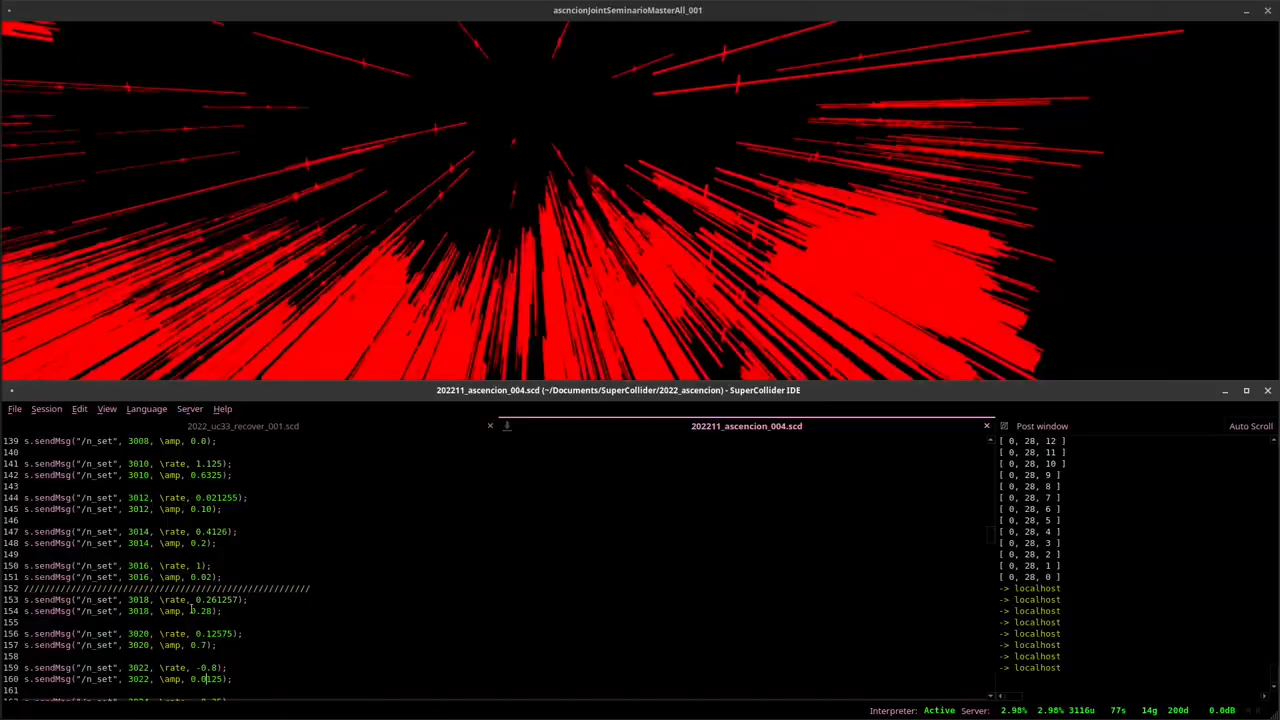 ascncionJointSeminarioMasterAll_001
202211_ascencion_004.scd (~/Documents/SuperCollider/2022_ascencion) - SuperCollider IDE
File Session Edit View Language Server Help
2022_uc33_recover_001.scd
202211_ascencion_004.scd
Post window
Auto Scroll
139 s.sendMsg("/n_set", 3008, \amp, 0.0);
140
141 s.sendMsg("/n_set", 3010, \rate, 1.125);
142 s.sendMsg("/n_set", 3010, \amp, 0.6325);
143
144 s.sendMsg("/n_set", 3012, \rate, 0.021255);
145 s.sendMsg("/n_set", 3012, \amp, 0.10);
146
147 s.sendMsg("/n_set", 3014, \rate, 0.4126);
148 s.sendMsg("/n_set", 3014, \amp, 0.2);
149
150 s.sendMsg("/n_set", 3016, \rate, 1);
151 s.sendMsg("/n_set", 3016, \amp, 0.02);
152 ///////////////////////////////////////////////////////
153 s.sendMsg("/n_set", 3018, \rate, 0.261257);
154 s.sendMsg("/n_set", 3018, \amp, 0.28);
155
156 s.sendMsg("/n_set", 3020, \rate, 0.12575);
157 s.sendMsg("/n_set", 3020, \amp, 0.7);
158
159 s.sendMsg("/n_set", 3022, \rate, -0.8);
160 s.sendMsg("/n_set", 3022, \amp, 0.0125);
161
[ 0, 28, 12 ]
[ 0, 28, 11 ]
[ 0, 28, 10 ]
[ 0, 28, 9 ]
[ 0, 28, 8 ]
[ 0, 28, 7 ]
[ 0, 28, 6 ]
[ 0, 28, 5 ]
[ 0, 28, 4 ]
[ 0, 28, 3 ]
[ 0, 28, 2 ]
[ 0, 28, 1 ]
[ 0, 28, 0 ]
-> localhost
-> localhost
-> localhost
-> localhost
-> localhost
-> localhost
-> localhost
-> localhost
Interpreter: Active Server: 2.98% 2.98% 3116u 77s 14g 200d 0.0dB